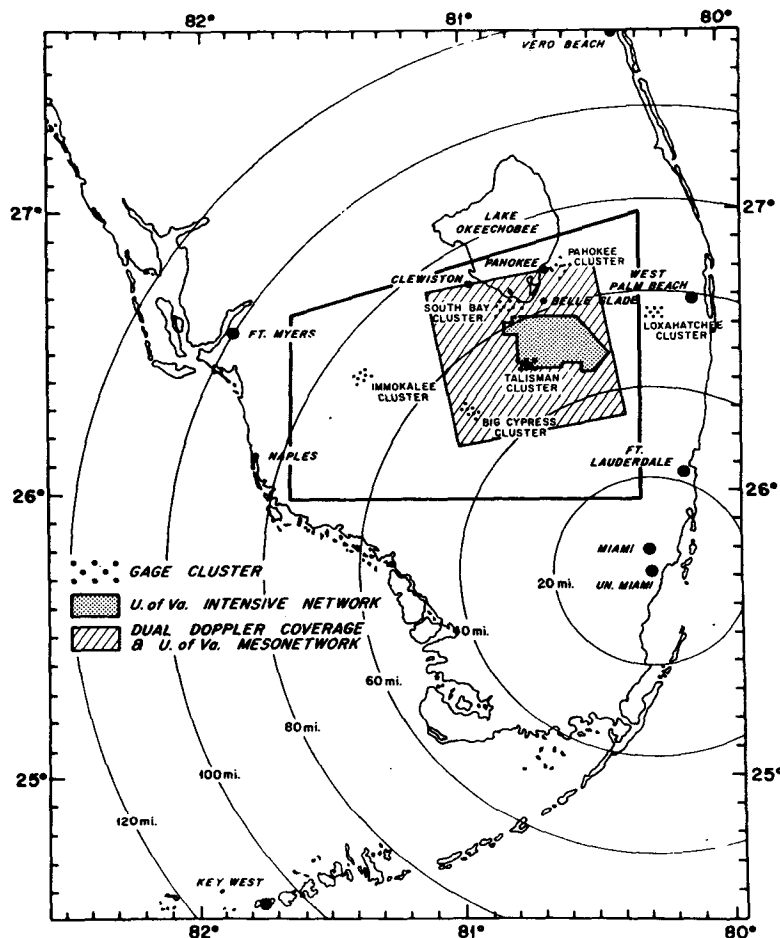 82°
81°
80°
VERO BEACH
27°
27°
LAKE
OKEECHOBEE
PAHOKEE
PAHOKEE
CLUSTER
CLEWISTON
WEST
PALM BEACH
BELLE GLADE
SOUTH BAY
CLUSTER
LOXAHATCHEE
CLUSTER
FT. MYERS
TALISMAN
CLUSTER
IMMOKALEE
CLUSTER
BIG CYPRESS
CLUSTER
NAPLES
FT.
LAUDERDALE
26°
26°
MIAMI
UN. MIAMI
20 mi.
GAGE CLUSTER
U. of Va. INTENSIVE NETWORK
DUAL DOPPLER COVERAGE
& U. of Va. MESONETWORK
40 mi.
60 mi.
80 mi.
100 mi.
120 mi.
25°
25°
KEY WEST
82°
81°
80°